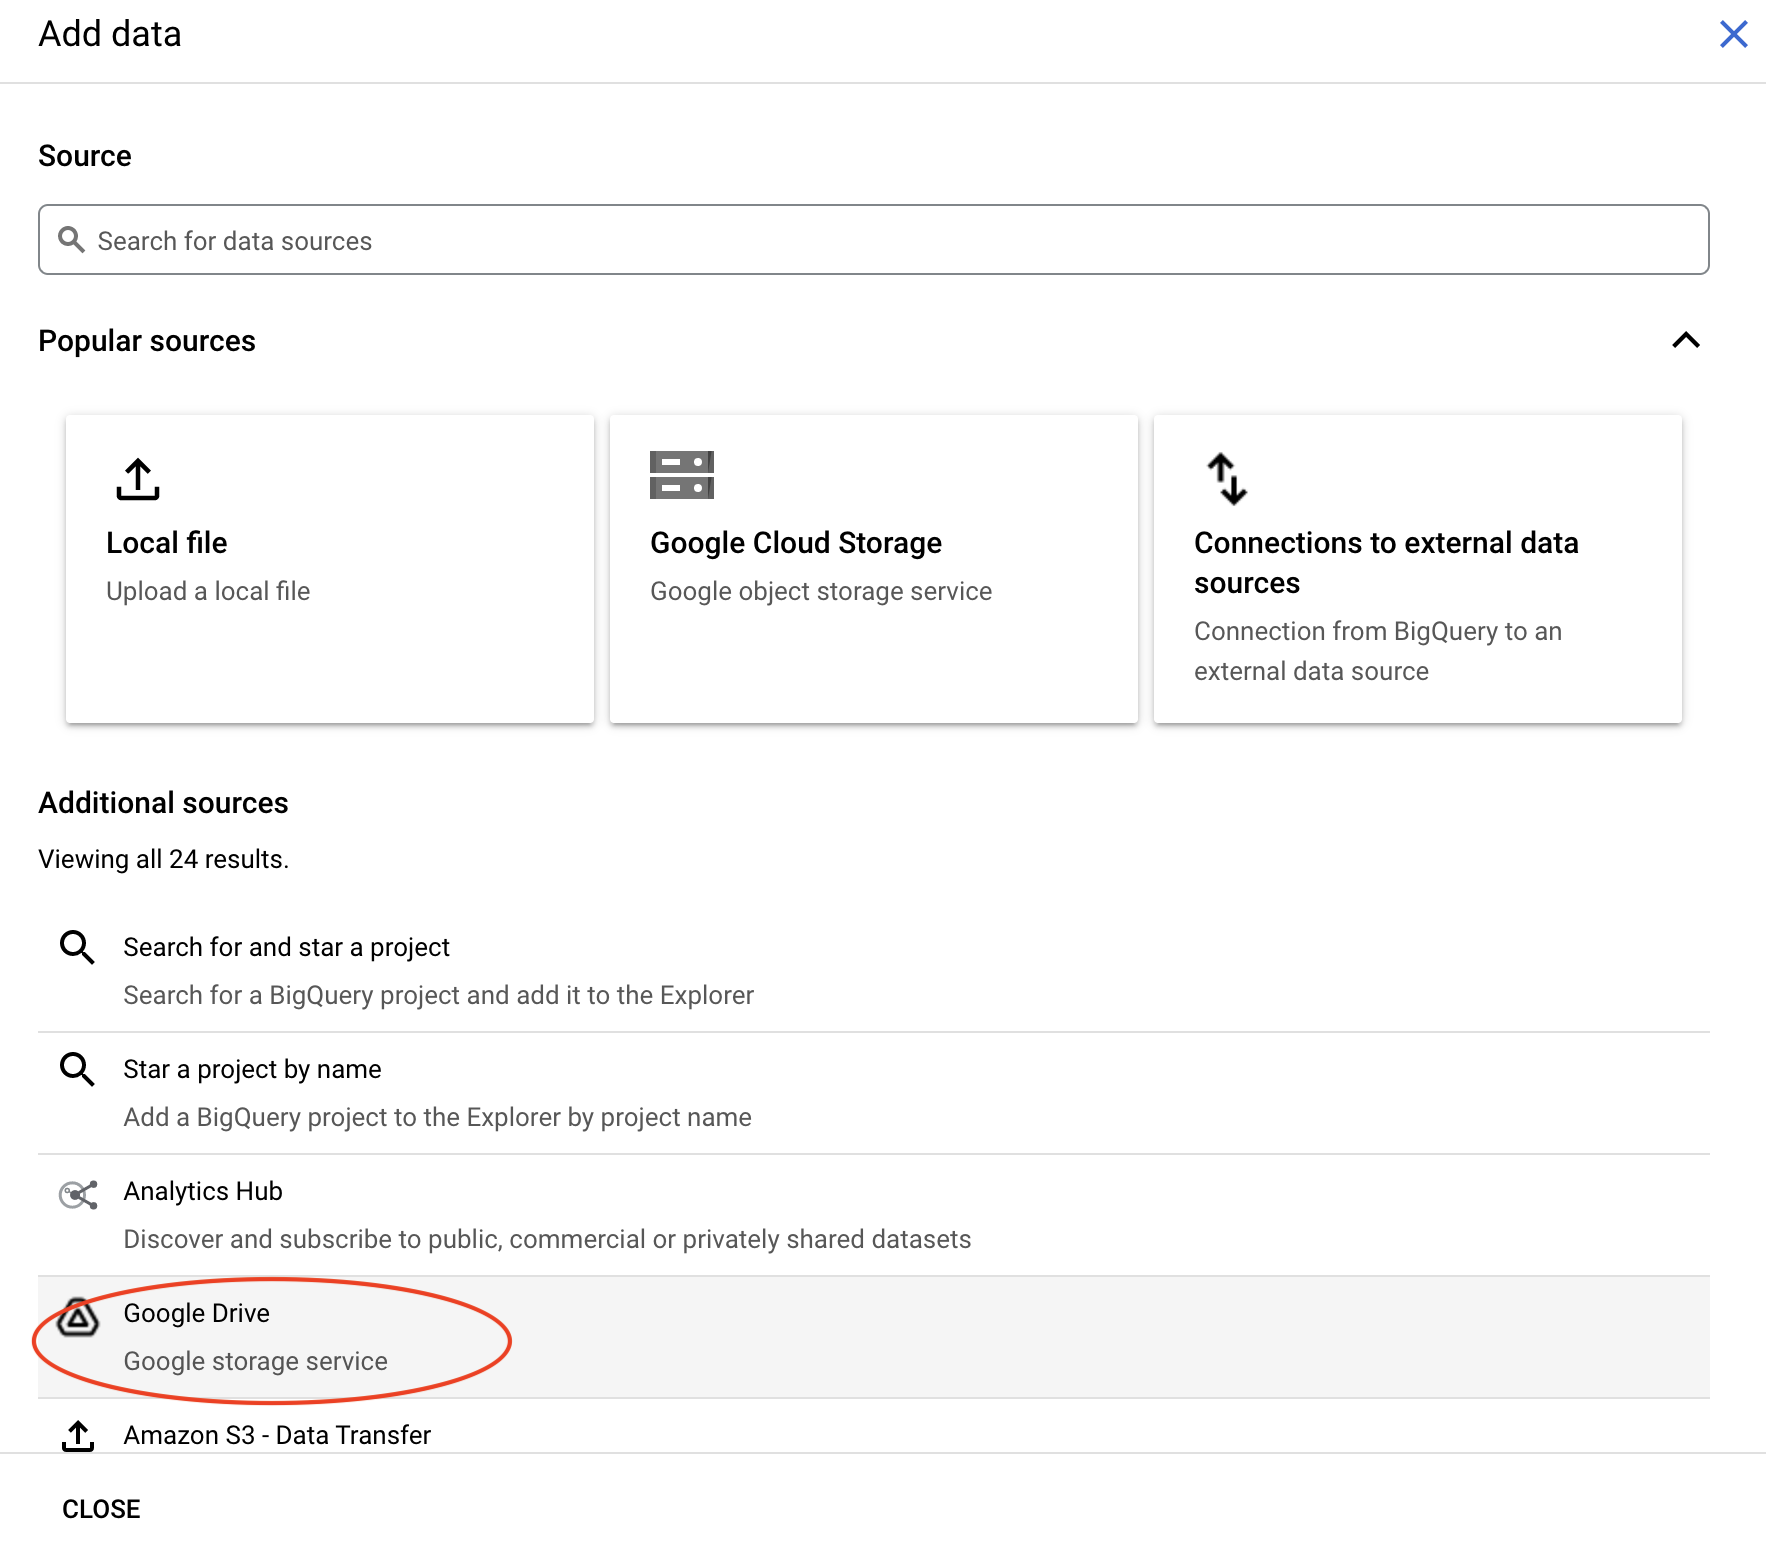 Add data
Source
Search for data sources
Popular sources
Local file
Upload a local file
Google Cloud Storage
Google object storage service
Connections to external data
sources
Connection from BigQuery to an
external data source
Additional sources
Viewing all 24 results.
Search for and star a project
Search for a BigQuery project and add it to the Explorer
Star a project by name
Add a BigQuery project to the Explorer by project name
Analytics Hub
Discover and subscribe to public, commercial or privately shared datasets
Google Drive
Google storage service
Amazon S3 - Data Transfer
CLOSE